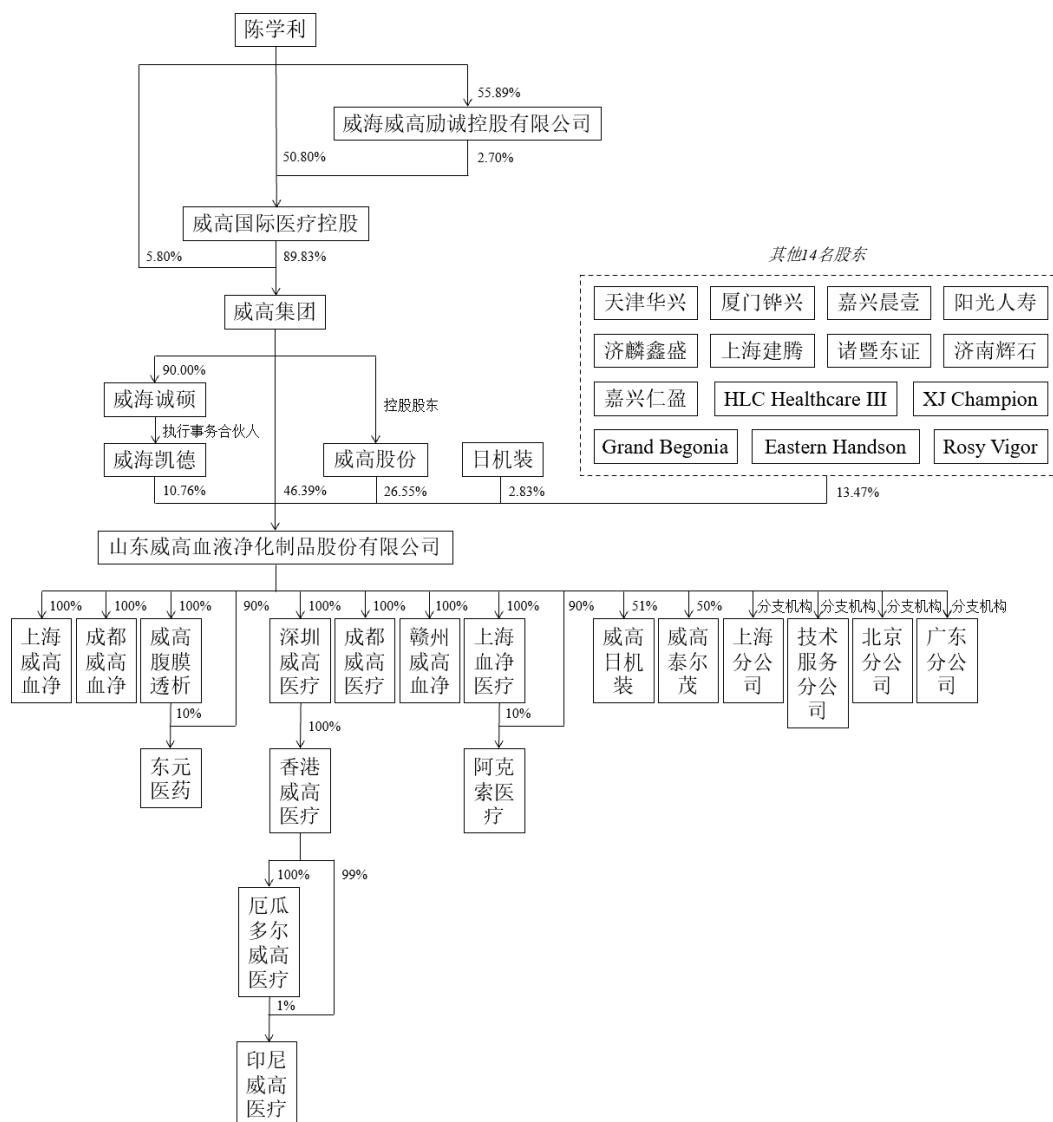 陈学利
55.89%
威海威高励诚控股有限公司
50.80%
2.70%
威高国际医疗控股
5.80%
89.83%
威高集团
其他14名股东
天津华兴
厦门铧兴
嘉兴晨壹
阳光人寿
济麟鑫盛
上海建腾
诸暨东证
济南辉石
嘉兴仁盈
HLC Healthcare III
XJ Champion
Grand Begonia
Eastern Handson
Rosy Vigor
90.00%
威海诚硕
控股股东
执行事务合伙人
威海凯德
威高股份
日机装
10.76%
46.39%
26.55%
2.83%
13.47%
山东威高血液净化制品股份有限公司
100%
100%
100%
90%
100%
100%
100%
100%
90%
51%
50%
分支机构
分支机构
分支机构
分支机构
上海
威高
血净
成都
威高
血净
威高
腹膜
透析
深圳
威高
医疗
成都
威高
医疗
赣州
威高
血净
上海
血净
医疗
威高
日机
装
威高
泰尔
茂
上海
分公
司
技术
服务
分公
司
北京
分公
司
广东
分公
司
10%
100%
10%
东元
医药
香港
威高
医疗
阿克
索医
疗
100%
99%
厄瓜
多尔
威高
医疗
1%
印尼
威高
医疗